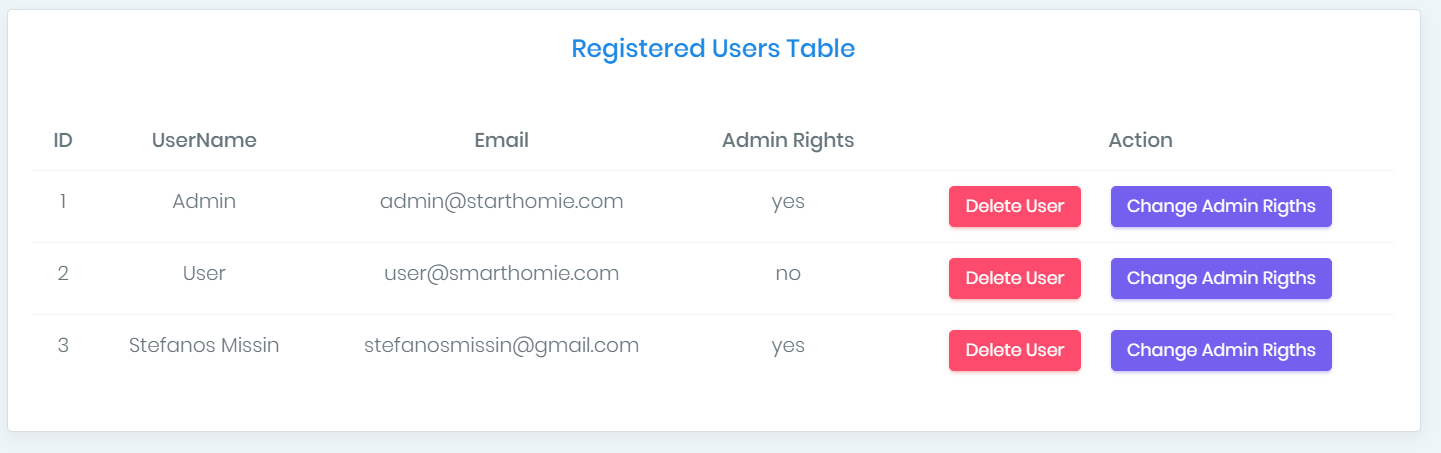 Registered Users Table
ID UserName Email Admin Rights Action
1 Admin admin@starthomie.com yes Delete User Change Admin Rigths
2 User user@smarthomie.com no Delete User Change Admin Rigths
3 Stefanos Missin stefanosmissin@gmail.com yes Delete User Change Admin Rigths